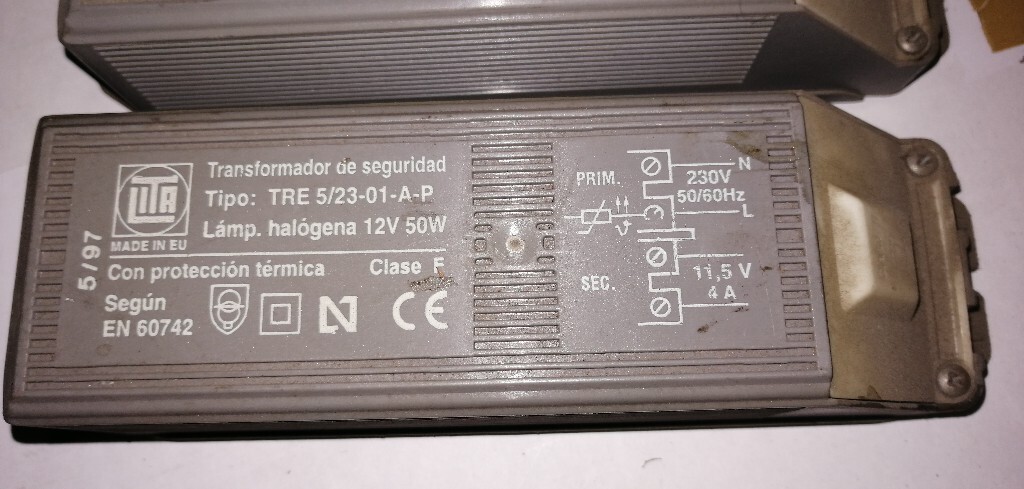 LTA
MADE IN EU
5/97
Transformador de seguridad
Tipo: TRE 5/23-01-A-P
Lámp. halógena 12V 50W
Con protección térmica Clase F
Según
EN 60742
N
CE
PRIM.
N
230V
50/60Hz
L
SEC.
11,5 V
4 A